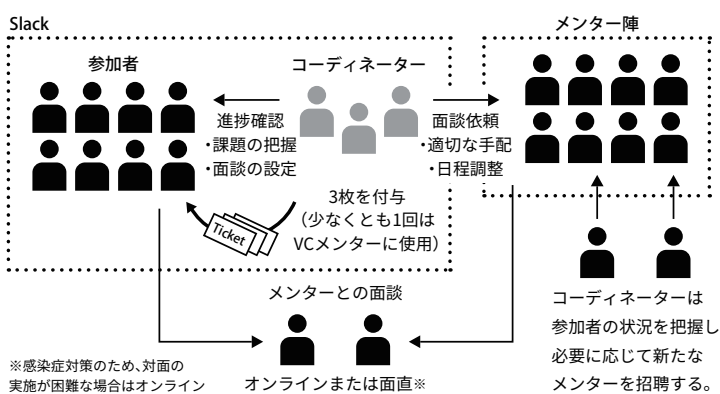 Slack
メンター陣
参加者
コーディネーター
進捗確認
・課題の把握
・面談の設定
面談依頼
・適切な手配
・日程調整
3枚を付与
（少なくとも1回は
VCメンターに使用）
Ticket
メンターとの面談
オンラインまたは面直※
※感染症対策のため、対面の
実施が困難な場合はオンライン
コーディネーターは
参加者の状況を把握し
必要に応じて新たな
メンターを招聘する。